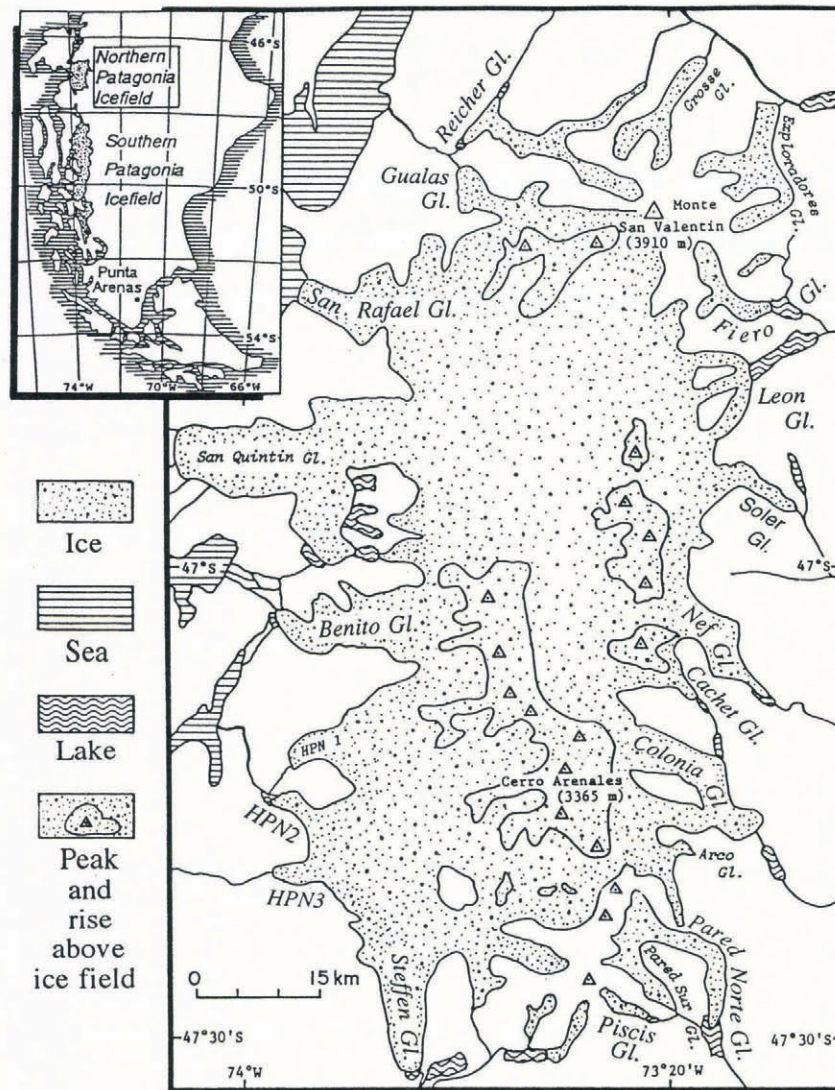 46°S
Northern
Patagonia
Icefield
Southern
Patagonia
Icefield
50°S
Punta
Arenas
54°S
74°W
70°W
66°W
Reicher Gl.
Grosse
Gl.
Exploradores
Gl.
Gualas
Gl.
Monte
San Valentin
(3910 m)
San Rafael Gl.
Fiero Gl.
Leon
Gl.
San Quintin Gl.
Soler
Gl.
47°S
47°S
Benito Gl.
Nef Gl.
Cachet Gl.
HPN 1
Colonia
Gl.
Cerro Arenales
(3365 m)
HPN2
Arco
Gl.
HPN3
Pared Norte Gl.
Pared Sur
Gl.
Steffen Gl.
Piscis
Gl.
0 15 km
47°30'S
47°30'S
74°W
73°20'W
Ice
Sea
Lake
Peak
and
rise
above
ice field